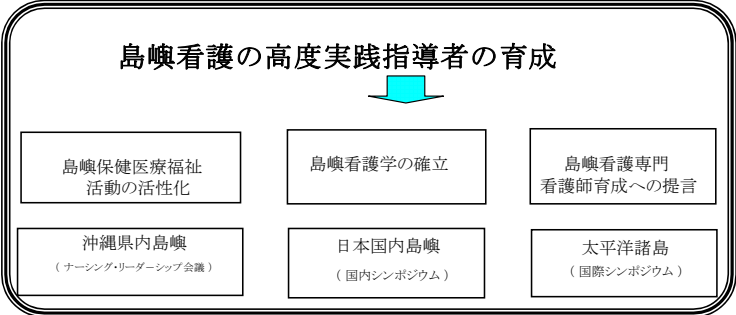 島嶼看護の高度実践指導者の育成
島嶼保健医療福祉
活動の活性化
島嶼看護学の確立
島嶼看護専門
看護師育成への提言
沖縄県内島嶼
（ナーシング・リーダーシップ会議）
日本国内島嶼
（国内シンポジウム）
太平洋諸島
（国際シンポジウム）